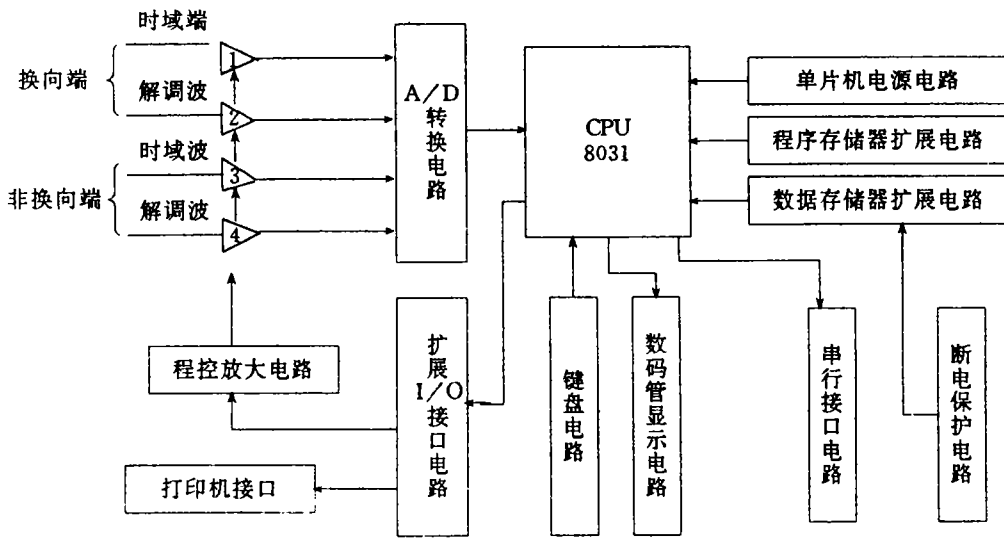 时域端
换向端
解调波
时域波
非换向端
解调波
1
2
3
4
A/D
转换电路
CPU
8031
单片机电源电路
程序存储器扩展电路
数据存储器扩展电路
程控放大电路
打印机接口
扩展
I/O
接口电路
键盘电路
数码管显示电路
串行接口电路
断电保护电路